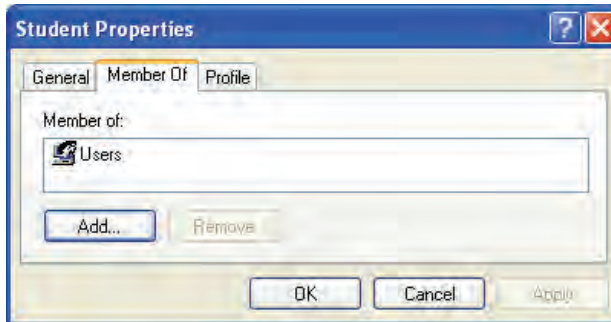 Student Properties
General Member Of Profile
Member of:
Users
Add... Remove
OK Cancel Apply